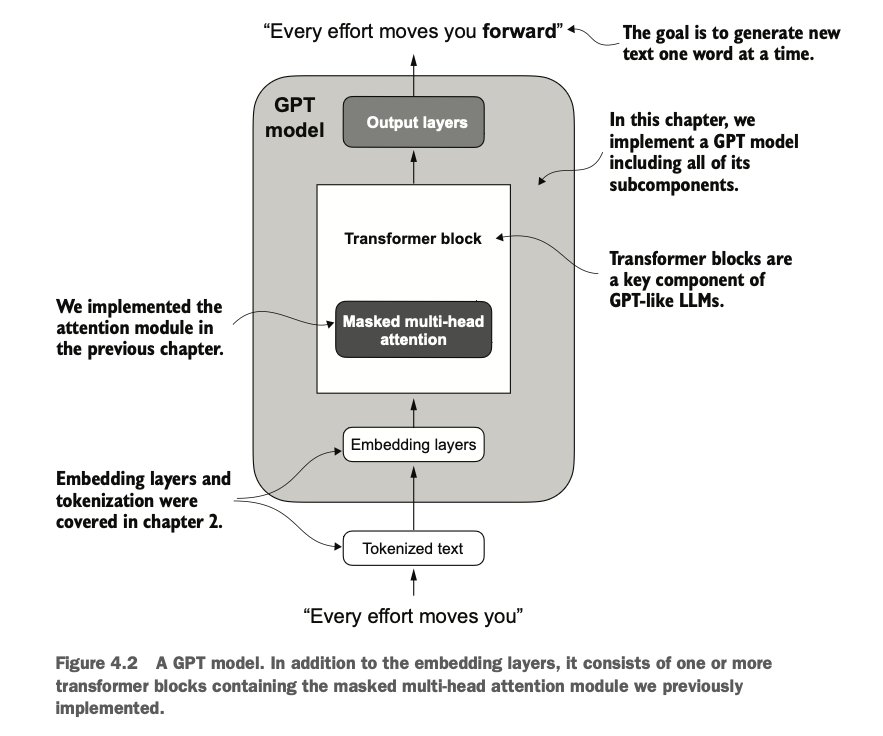 “Every effort moves you forward”
The goal is to generate new
text one word at a time.
GPT
model
Output layers
In this chapter, we
implement a GPT model
including all of its
subcomponents.
Transformer block
Transformer blocks are
a key component of
GPT-like LLMs.
We implemented the
attention module in
the previous chapter.
Masked multi-head
attention
Embedding layers
Embedding layers and
tokenization were
covered in chapter 2.
Tokenized text
“Every effort moves you”
Figure 4.2 A GPT model. In addition to the embedding layers, it consists of one or more
transformer blocks containing the masked multi-head attention module we previously
implemented.